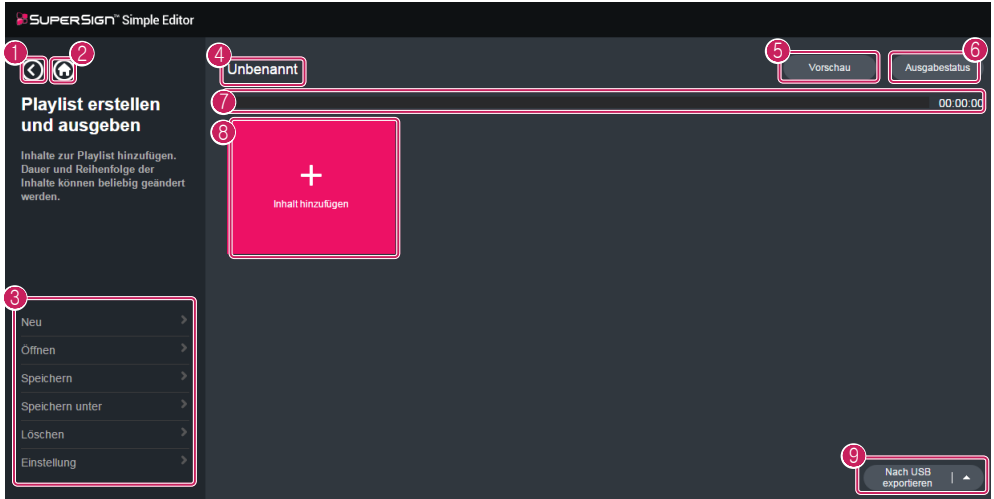 SUPERSIGN™ Simple Editor
1
2
Playlist erstellen
und ausgeben
Inhalte zur Playlist hinzufügen.
Dauer und Reihenfolge der
Inhalte können beliebig geändert
werden.
3
Neu
Öffnen
Speichern
Speichern unter
Löschen
Einstellung
4
Unbenannt
5
Vorschau
6
Ausgabestatus
7
00:00:00
8
Inhalt hinzufügen
9
Nach USB
exportieren